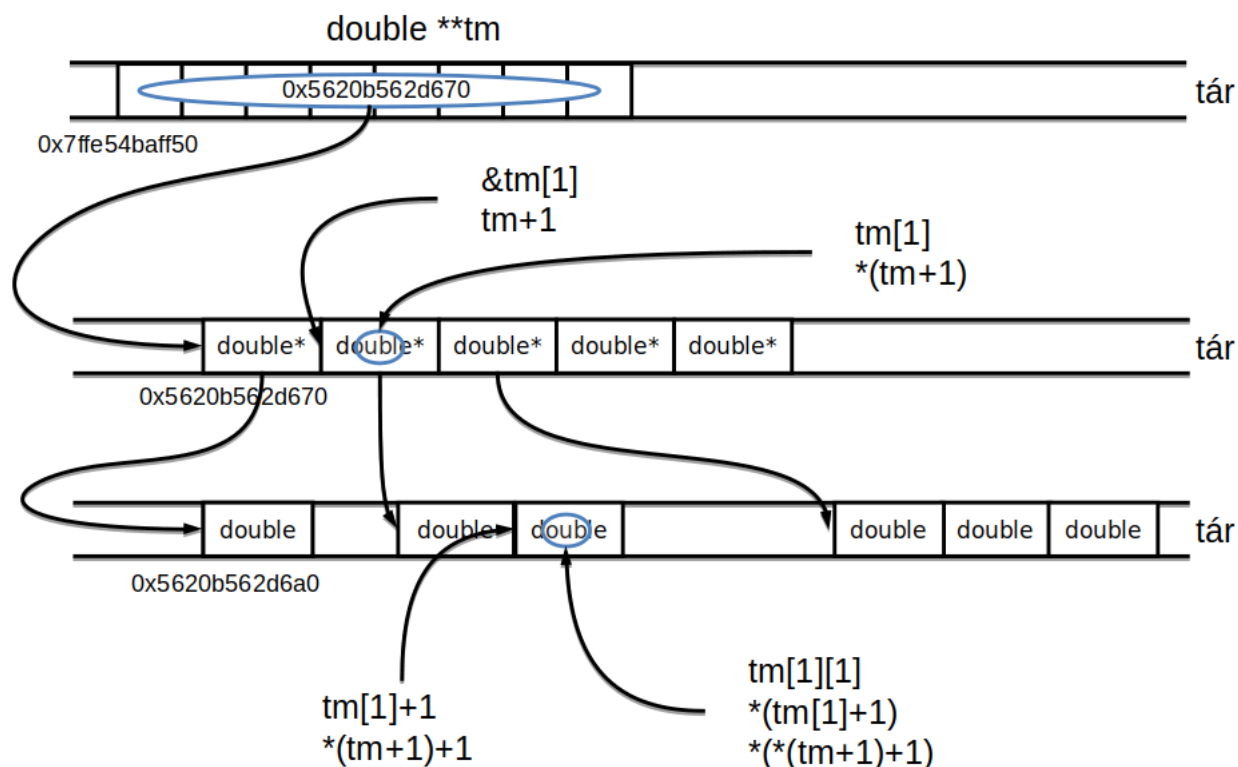 double **tm
0x5620b562d670
tár
0x7ffe54baff50
&tm[1]
tm+1
tm[1]
*(tm+1)
double* double* double* double* double*
tár
0x5620b562d670
double double double double double double
tár
0x5620b562d6a0
tm[1]+1
*(tm+1)+1
tm[1][1]
*(tm[1]+1)
*(*(tm+1)+1)